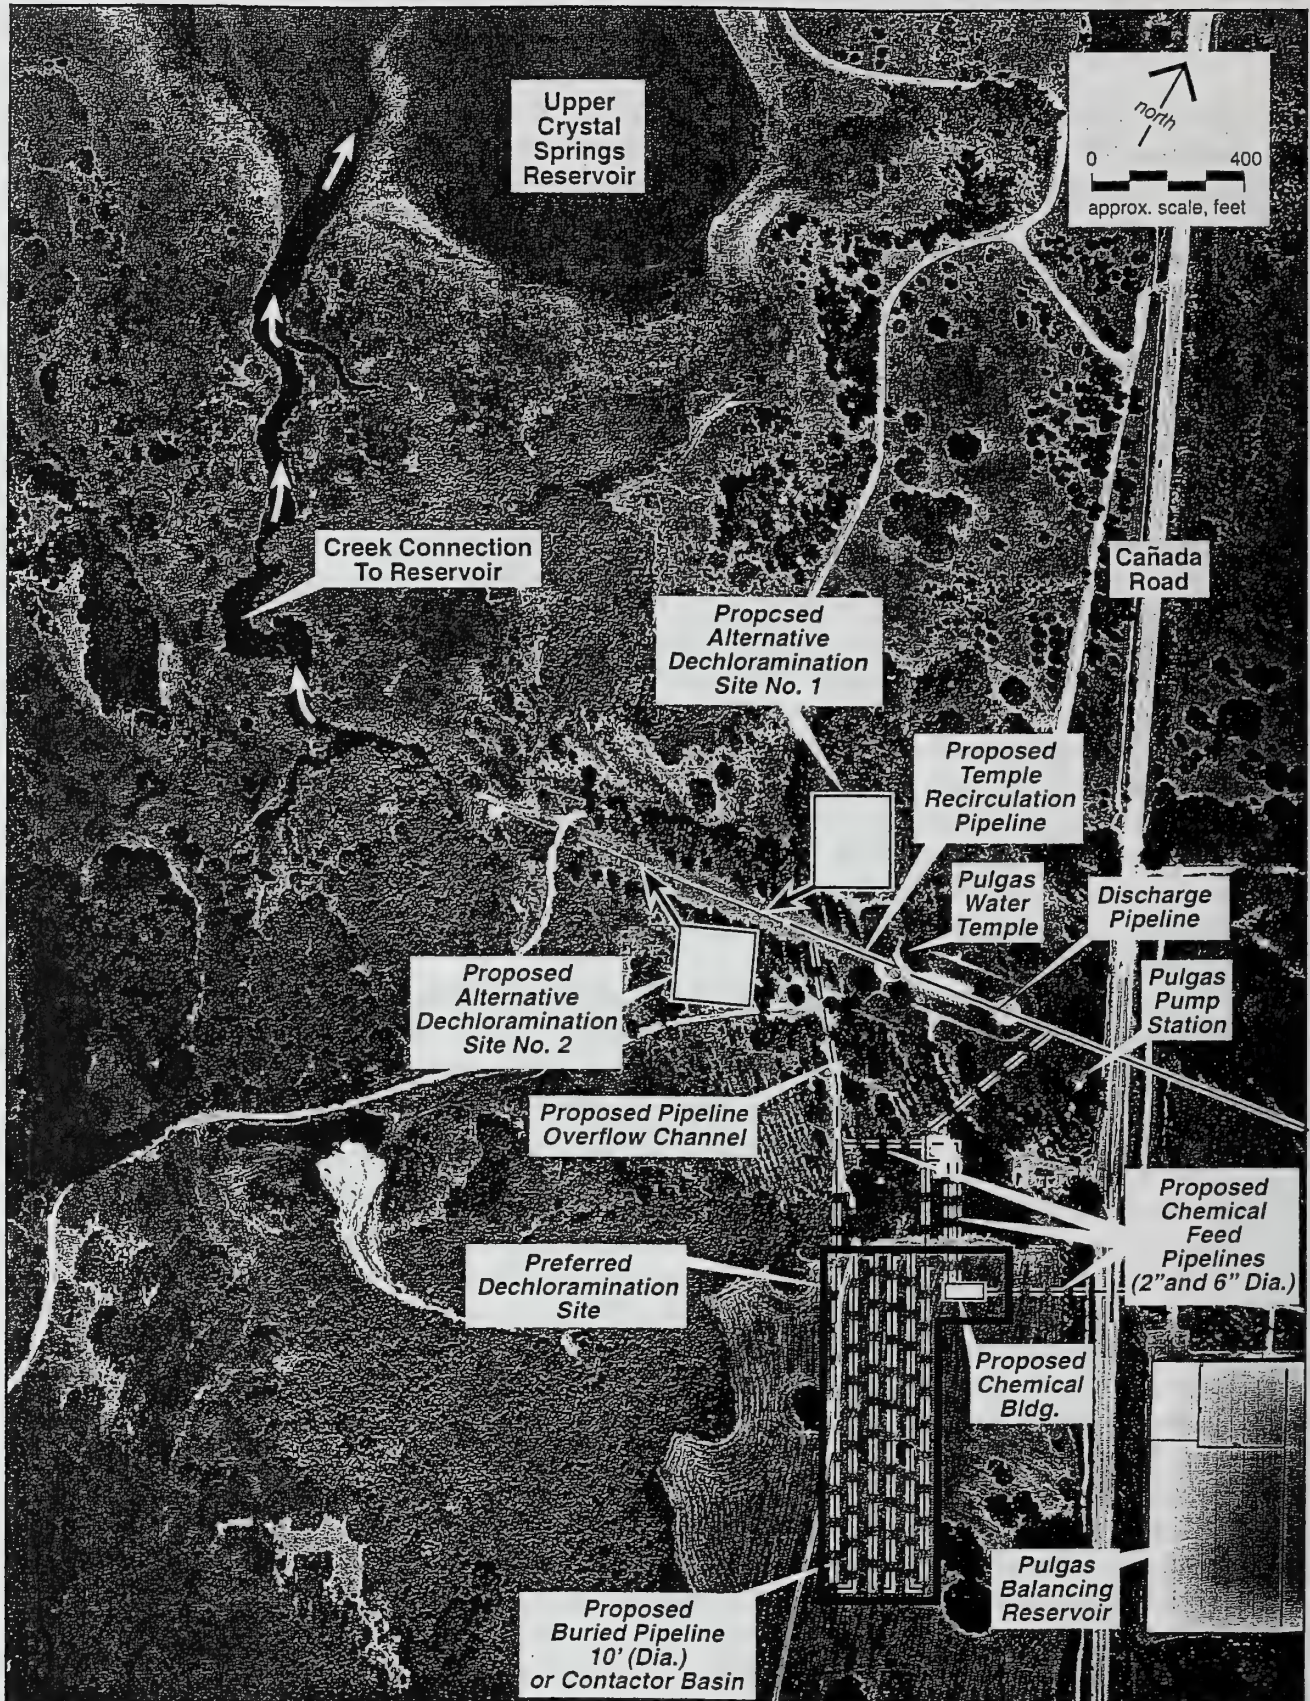 Upper
Crystal
Springs
Reservoir
north
0 400
approx. scale, feet
Creek Connection
To Reservoir
Cañada
Road
Propcsed
Alternative
Dechloramination
Site No. 1
Proposed
Temple
Recirculation
Pipeline
Pulgas
Water
Temple
Discharge
Pipeline
Proposed
Alternative
Dechloramination
Site No. 2
Pulgas
Pump
Station
Proposed Pipeline
Overflow Channel
Proposed
Chemical
Feed
Pipelines
(2"and 6" Dia.)
Preferred
Dechloramination
Site
Proposed
Chemical
Bldg.
Pulgas
Balancing
Reservoir
Proposed
Buried Pipeline
10' (Dia.)
or Contactor Basin